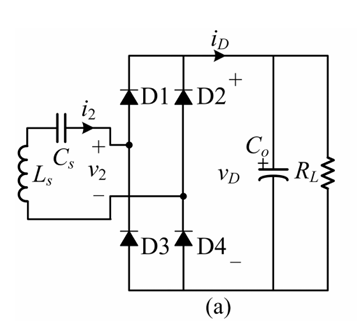 i_D
+
D1 D2
i_2
C_s
+
v_2
L_s
−
v_D
C_o
+
R_L
D3 D4
−
(a)